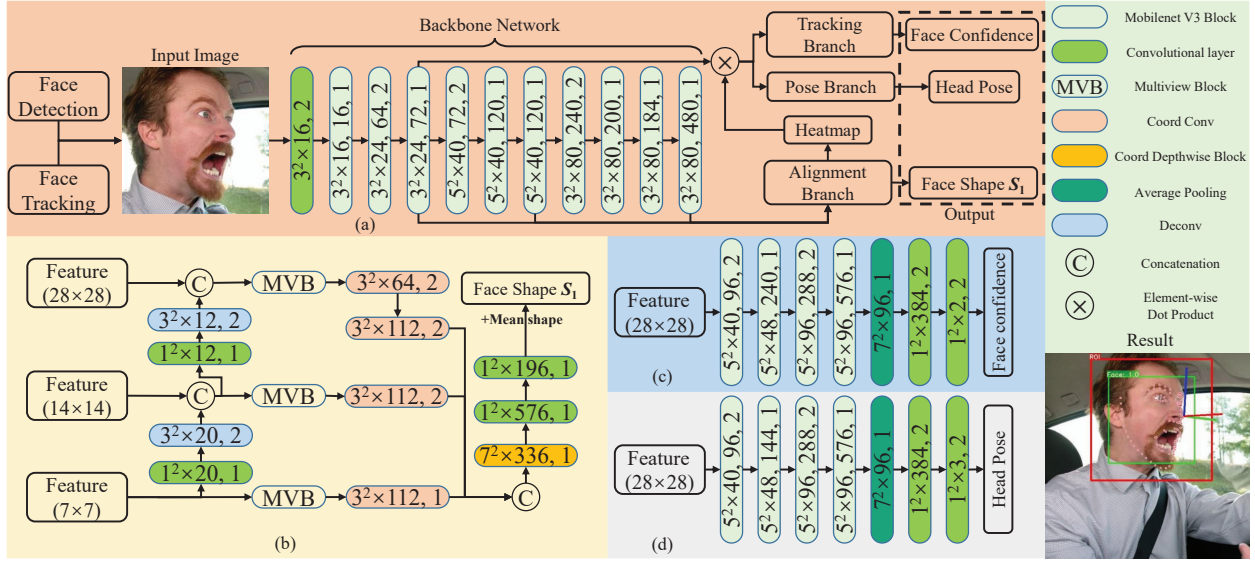 Backbone Network
Input Image
Face
Detection
Face
Tracking
3²×16, 2
3²×16, 16, 1
3²×24, 64, 2
3²×24, 72, 1
5²×40, 72, 2
5²×40, 120, 1
5²×40, 120, 1
3²×80, 240, 2
3²×80, 200, 1
3²×80, 184, 1
3²×80, 480, 1
(a)
×
Tracking
Branch
Face Confidence
Pose Branch
Head Pose
Heatmap
Alignment
Branch
Face Shape S₁
Output
Mobilenet V3 Block
Convolutional layer
MVB
Multiview Block
Coord Conv
Coord Depthwise Block
Average Pooling
Deconv
C
Concatenation
×
Element-wise
Dot Product
Result
ROI
Face: 1.0
Feature
(28×28)
C
MVB
3²×64, 2
3²×12, 2
3²×112, 2
1²×12, 1
Feature
(14×14)
C
MVB
3²×112, 2
3²×20, 2
1²×20, 1
Feature
(7×7)
MVB
3²×112, 1
C
7²×336, 1
1²×576, 1
1²×196, 1
+Mean shape
Face Shape S₁
(b)
Feature
(28×28)
5²×40, 96, 2
5²×48, 240, 1
5²×96, 288, 2
5²×96, 576, 1
7²×96, 1
1²×384, 2
1²×2, 2
Face confidence
(c)
Feature
(28×28)
5²×40, 96, 2
5²×48, 144, 1
5²×96, 288, 2
5²×96, 576, 1
7²×96, 1
1²×384, 2
1²×3, 2
Head Pose
(d)